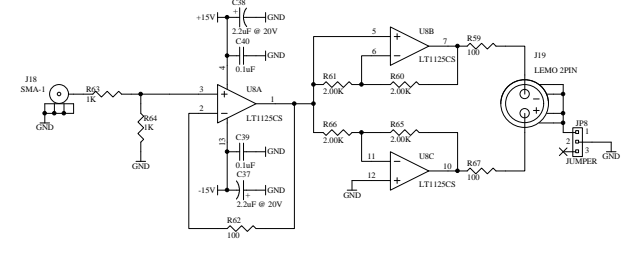 C38
+15V
GND
2.2uF @ 20V
C40
GND
0.1uF
4
J18
SMA-1
GND
R63
1K
R64
1K
GND
3
2
U8A
1
LT1125CS
13
C39
GND
0.1uF
C37
-15V
GND
2.2uF @ 20V
R62
100
5
6
U8B
7
LT1125CS
R59
100
R61
2.00K
R60
2.00K
R66
2.00K
R65
2.00K
11
12
U8C
10
LT1125CS
GND
R67
100
J19
LEMO 2PIN
JP8
1
2
3
JUMPER
GND